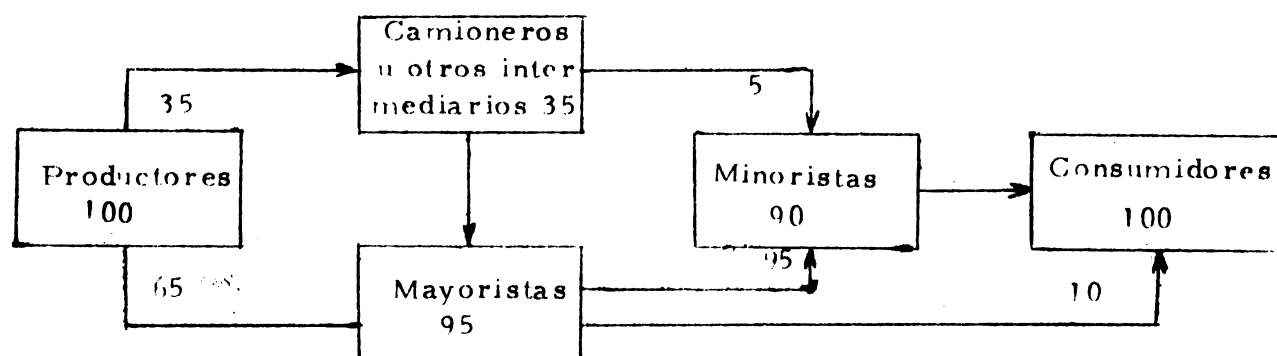 Camioneros
u otros inter
mediarios 35
35
5
Productores
100
Minoristas
90
Consumidores
100
65
Mayoristas
95
95
10